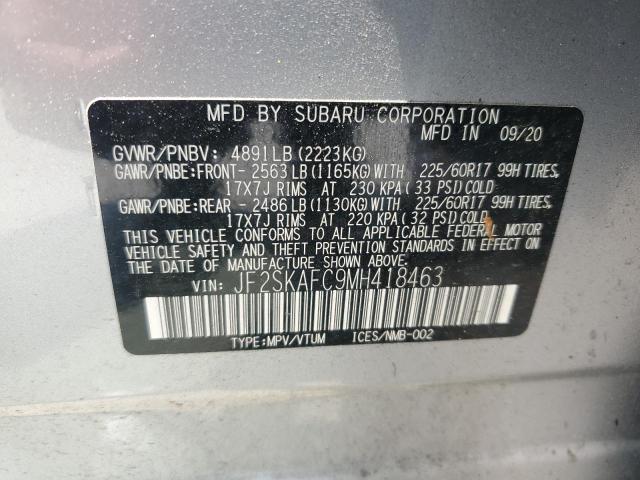 MFD BY SUBARU CORPORATION
MFD IN 09/20
GVWR/PNBV: 4891LB (2223KG)
GAWR/PNBE:FRONT- 2563LB (1165KG) WITH 225/60R17 99H TIRES,
17X7J RIMS AT 230 KPA (33 PSI) COLD
GAWR/PNBE:REAR - 2486LB (1130KG) WITH 225/60R17 99H TIRES,
17X7J RIMS AT 220 KPA (32 PSI) COLD
THIS VEHICLE CONFORMS TO ALL APPLICABLE FEDERAL MOTOR
VEHICLE SAFETY AND THEFT PREVENTION STANDARDS IN EFFECT
ON THE DATE OF MANUFACTURE SHOWN ABOVE.
VIN: JF2SKAFC9MH418463
TYPE:MPV/VTUM ICES/NMB-002